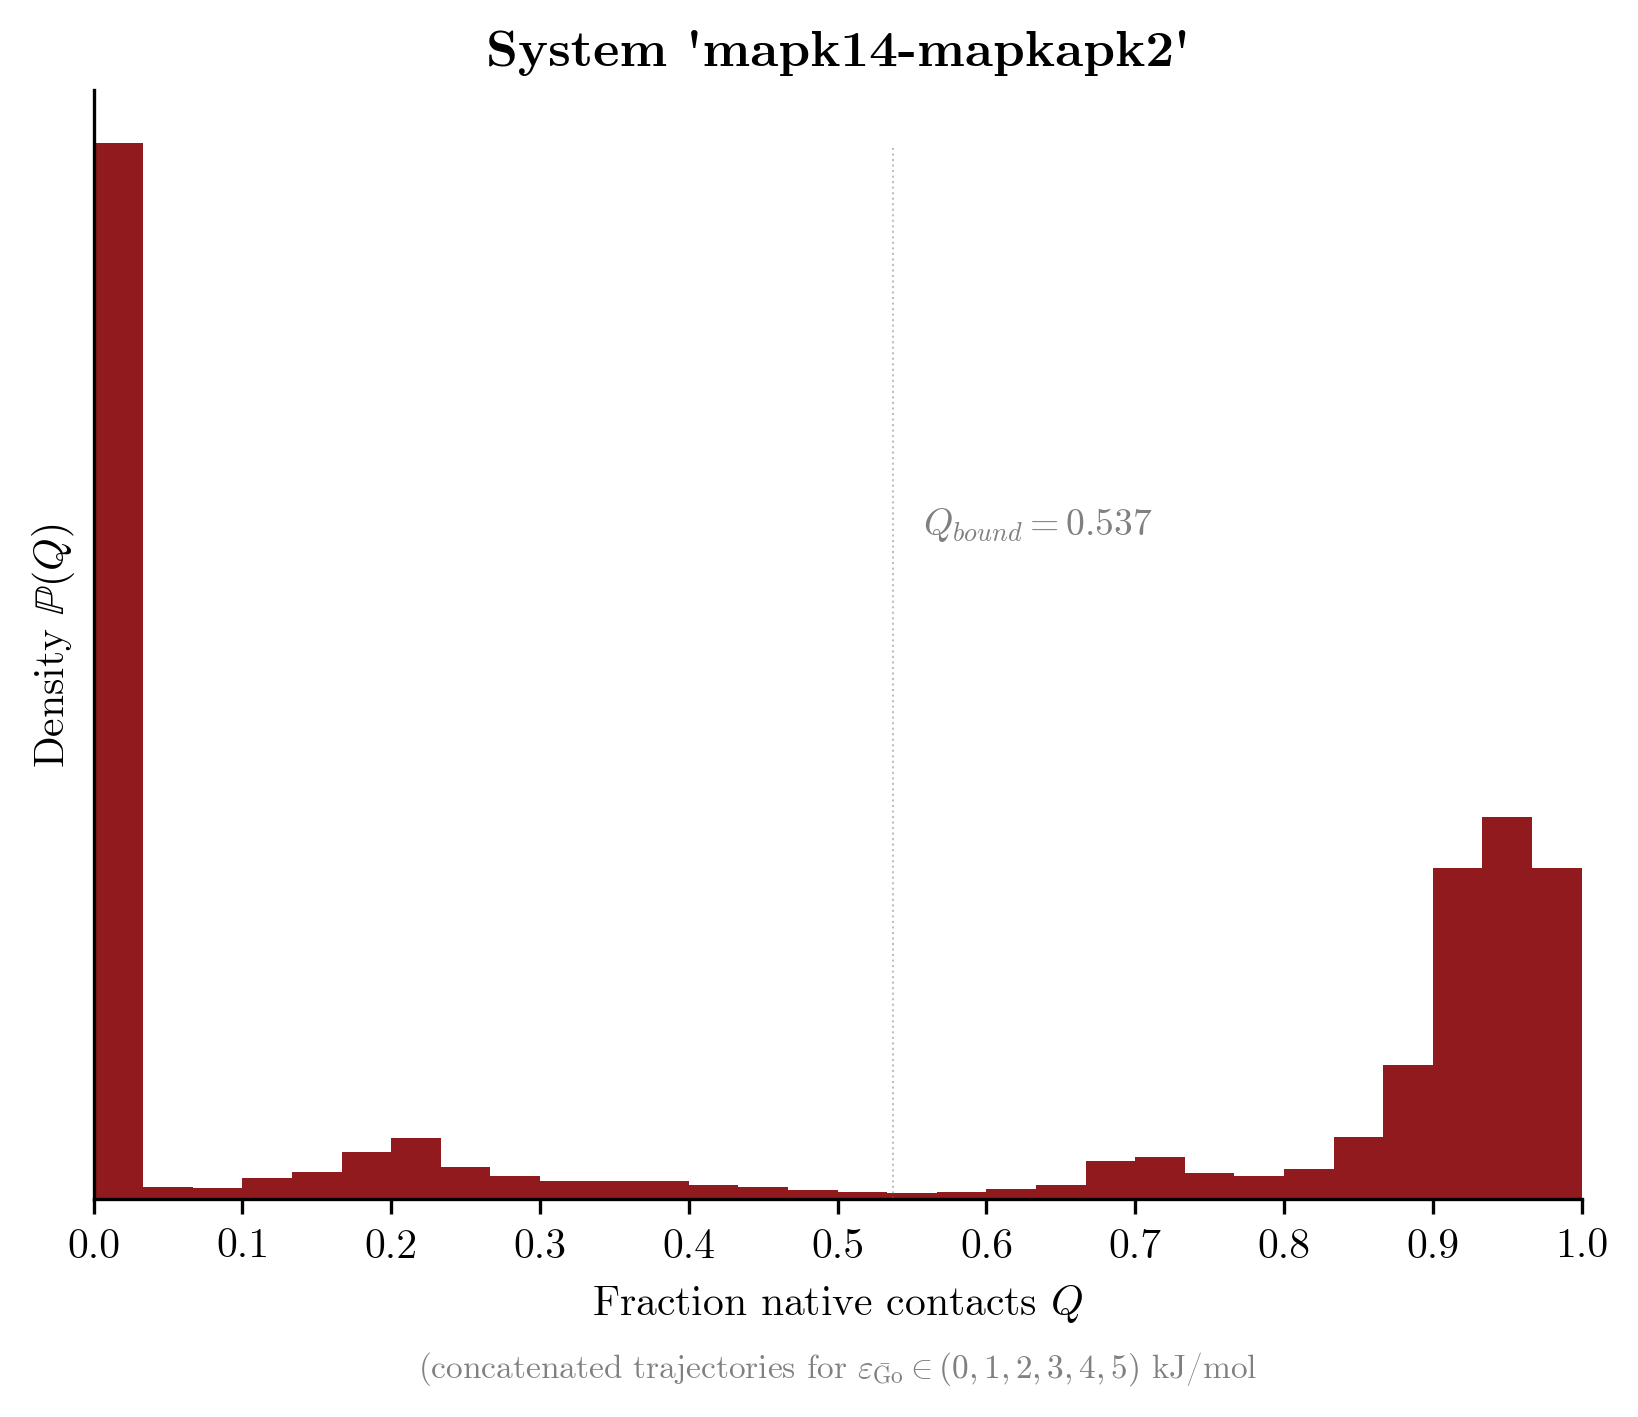 System 'mapk14-mapkapk2'
Density ℙ(Q)
Q_bound = 0.537
0.0 0.1 0.2 0.3 0.4 0.5 0.6 0.7 0.8 0.9 1.0
Fraction native contacts Q
(concatenated trajectories for ε_Ḡo ∈ (0, 1, 2, 3, 4, 5) kJ/mol